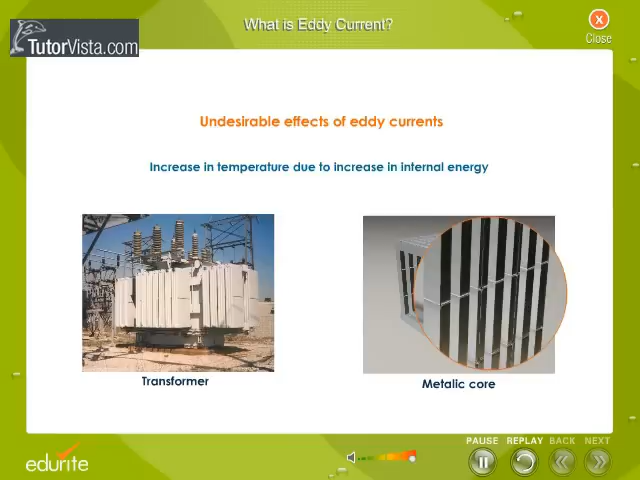 What is Eddy Current?
X
Close
TutorVista.com
Undesirable effects of eddy currents
Increase in temperature due to increase in internal energy
Transformer
Metalic core
PAUSE REPLAY BACK NEXT
edurite